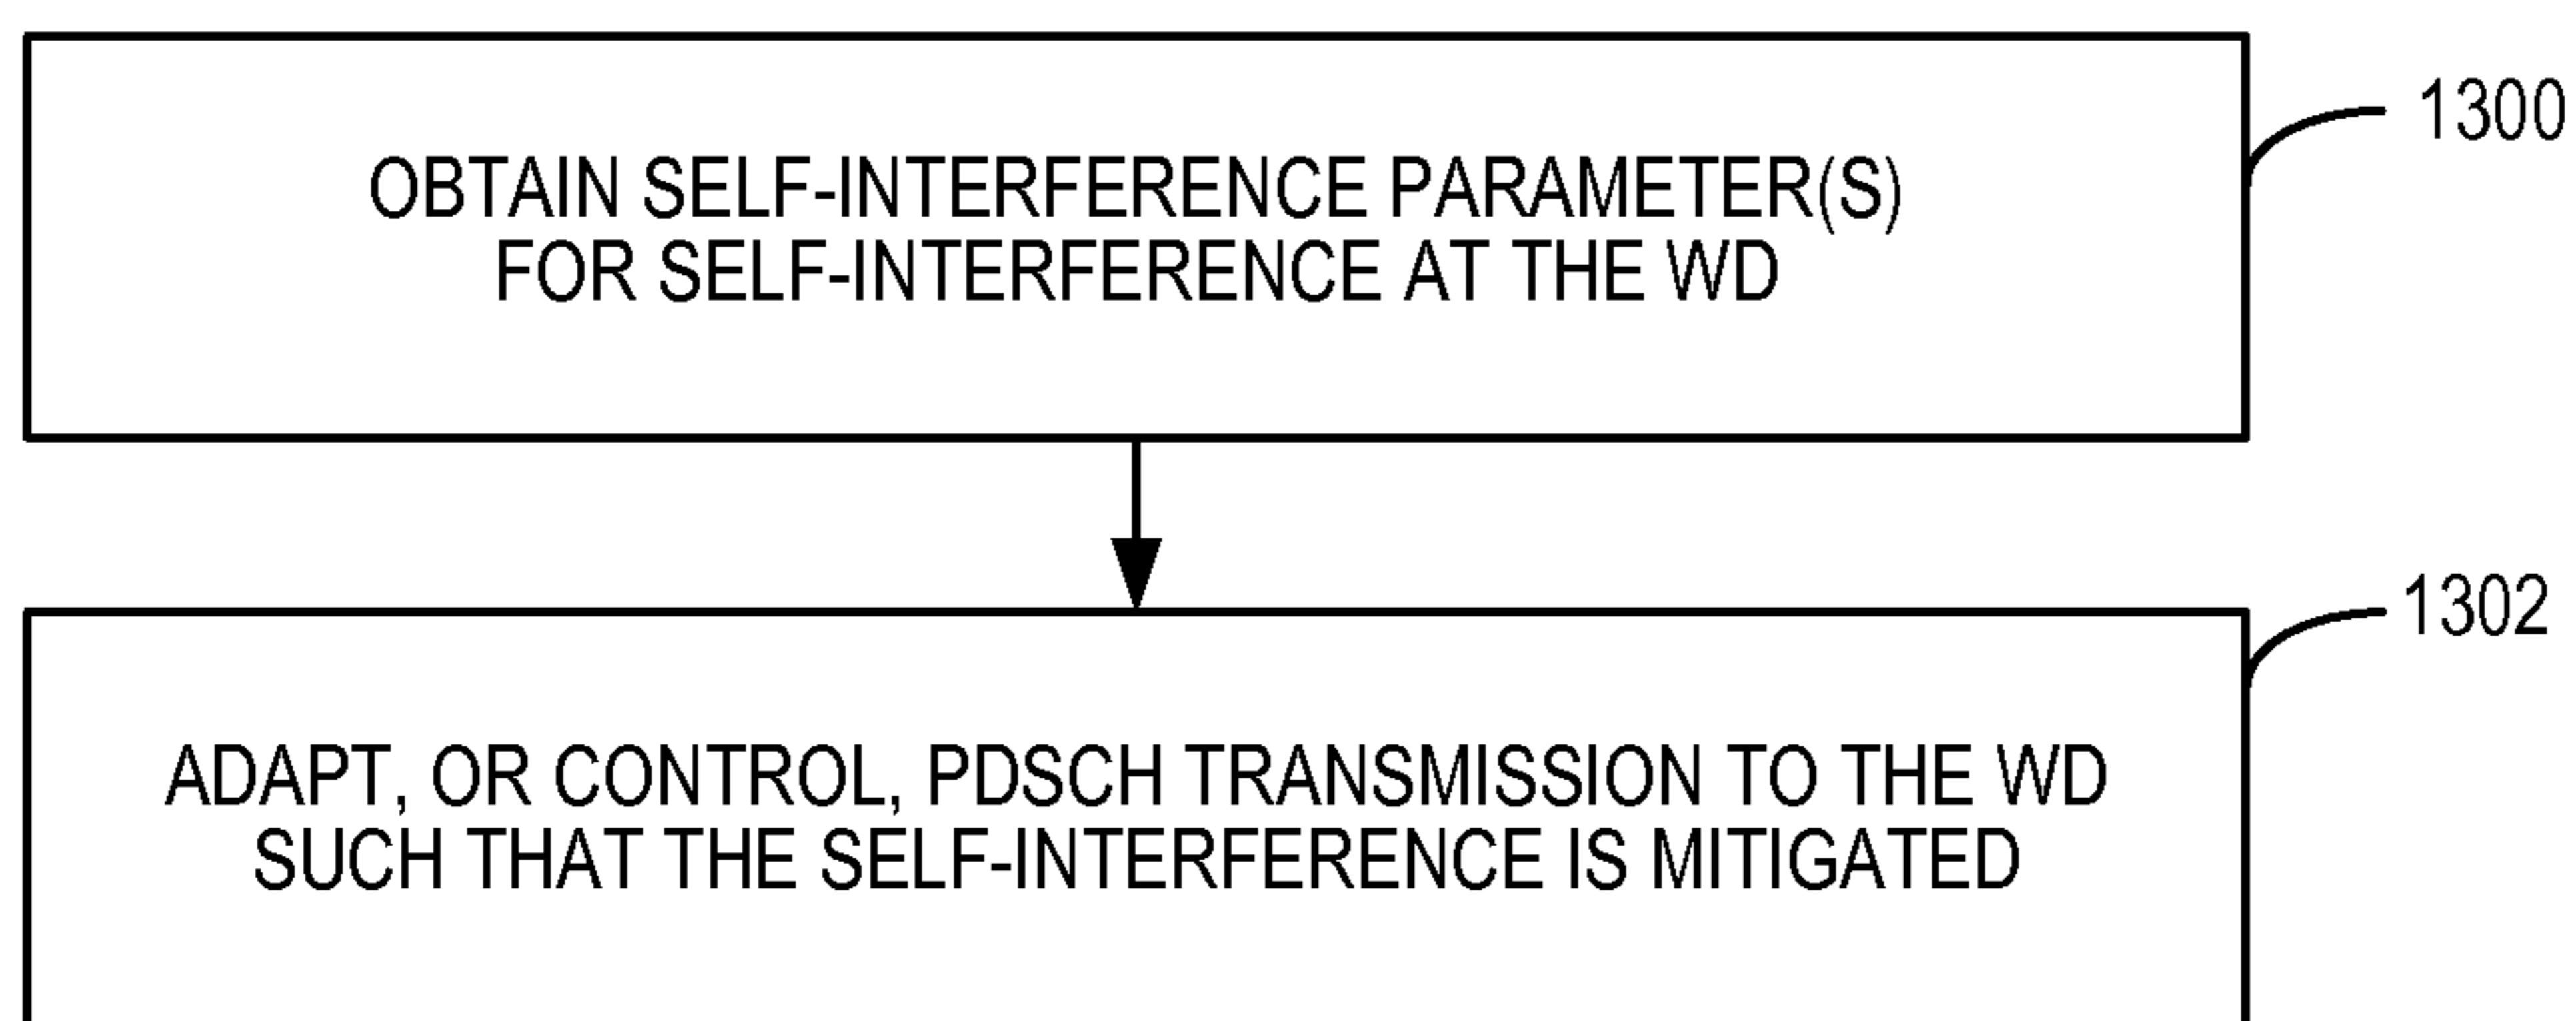 1300
OBTAIN SELF-INTERFERENCE PARAMETER(S)
FOR SELF-INTERFERENCE AT THE WD
1302
ADAPT, OR CONTROL, PDSCH TRANSMISSION TO THE WD
SUCH THAT THE SELF-INTERFERENCE IS MITIGATED